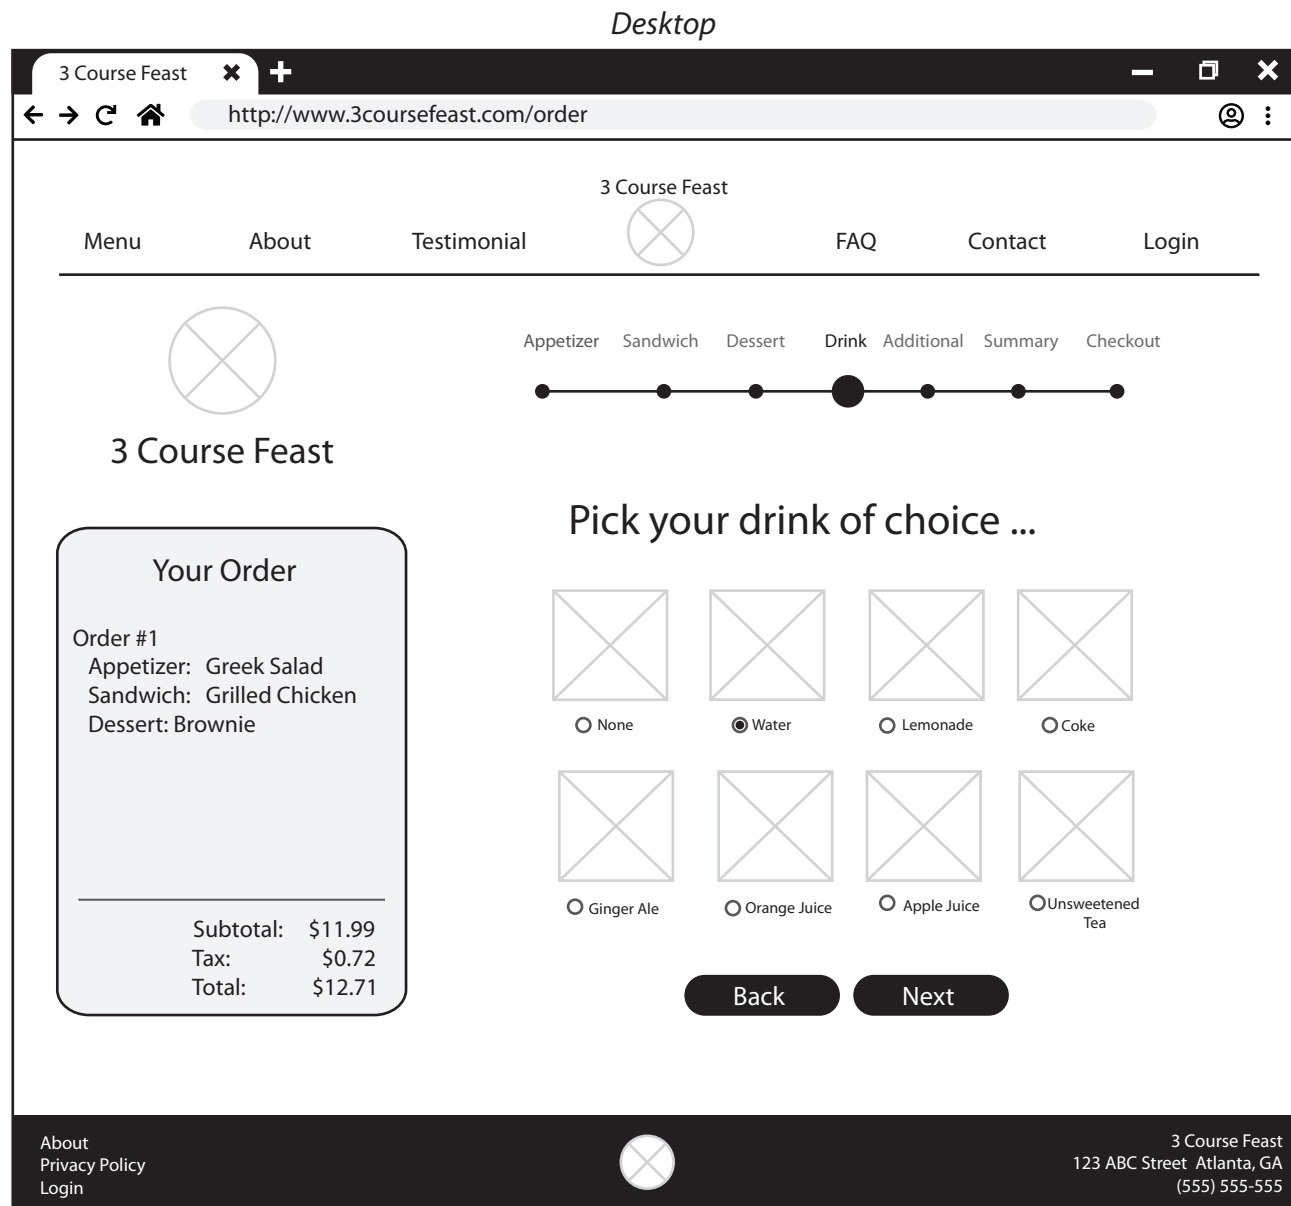 Desktop
3 Course Feast
http://www.3coursefeast.com/order
3 Course Feast
Menu About Testimonial FAQ Contact Login
Appetizer Sandwich Dessert Drink Additional Summary Checkout
3 Course Feast
Pick your drink of choice ...
Your Order
Order #1
Appetizer: Greek Salad
Sandwich: Grilled Chicken
Dessert: Brownie
Subtotal: $11.99
Tax: $0.72
Total: $12.71
None Water Lemonade Coke
Ginger Ale Orange Juice Apple Juice Unsweetened
Tea
Back Next
About
Privacy Policy
Login
3 Course Feast
123 ABC Street Atlanta, GA
(555) 555-555